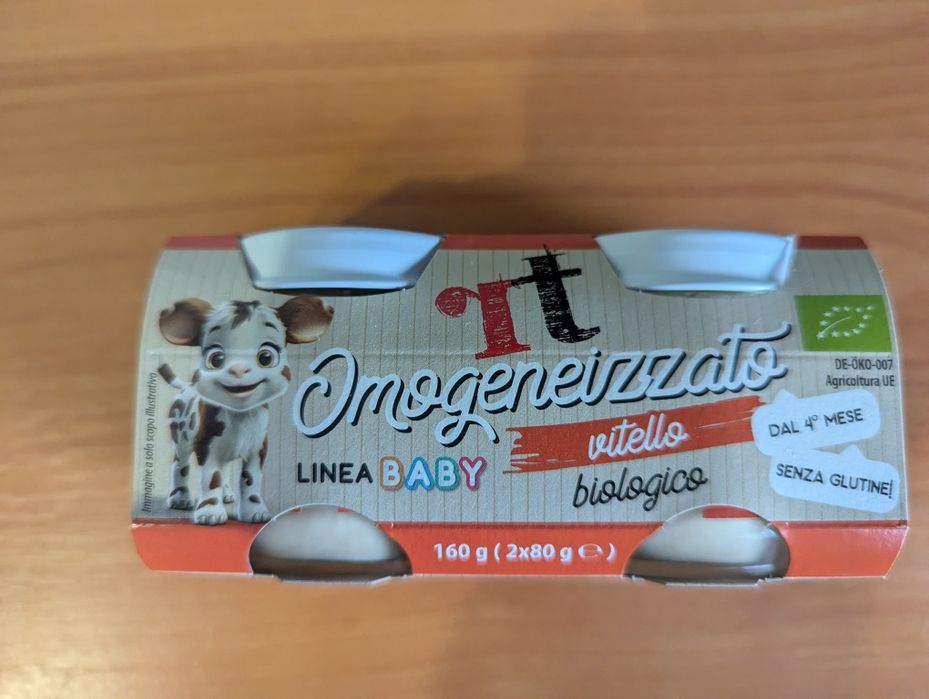 rt
Omogeneizzato
vitello
biologico
LINEA BABY
DE-ÖKO-007
Agricoltura UE
DAL 4° MESE
SENZA GLUTINE!
Immagine a solo scopo illustrativo
160 g ( 2x80 g ℮ )